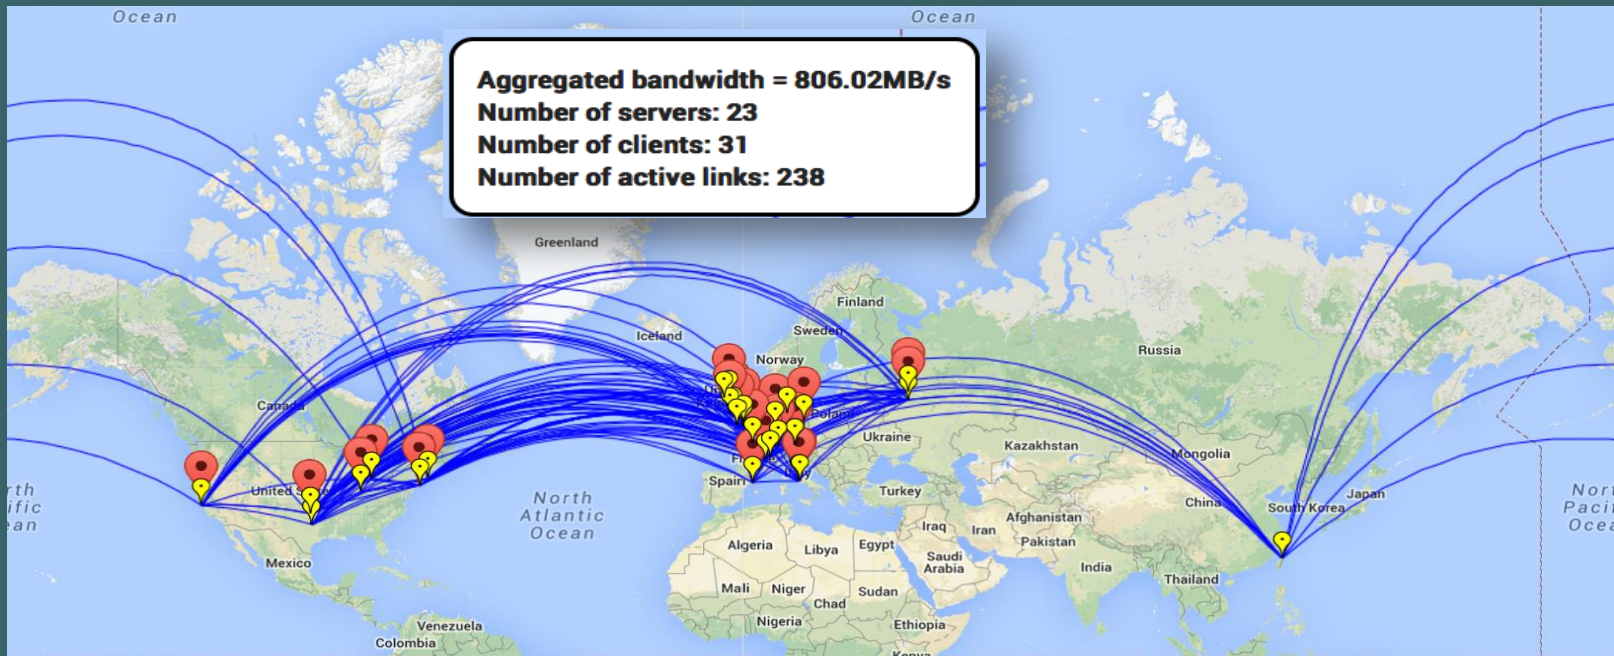 Ocean
Ocean
Aggregated bandwidth = 806.02MB/s
Number of servers: 23
Number of clients: 31
Number of active links: 238
Greenland
Finland
Iceland
Sweden
Norway
Russia
Canada
Poland
Ukraine
Kazakhstan
Mongolia
Spain
United
Turkey
China
South Korea
Japan
North
Atlantic
Ocean
Afghanistan
Iraq
Iran
Pakistan
Mexico
Algeria
Libya
Egypt
Saudi
Arabia
India
Thailand
Mali
Niger
Chad
Sudan
Nigeria
Ethiopia
Venezuela
Colombia